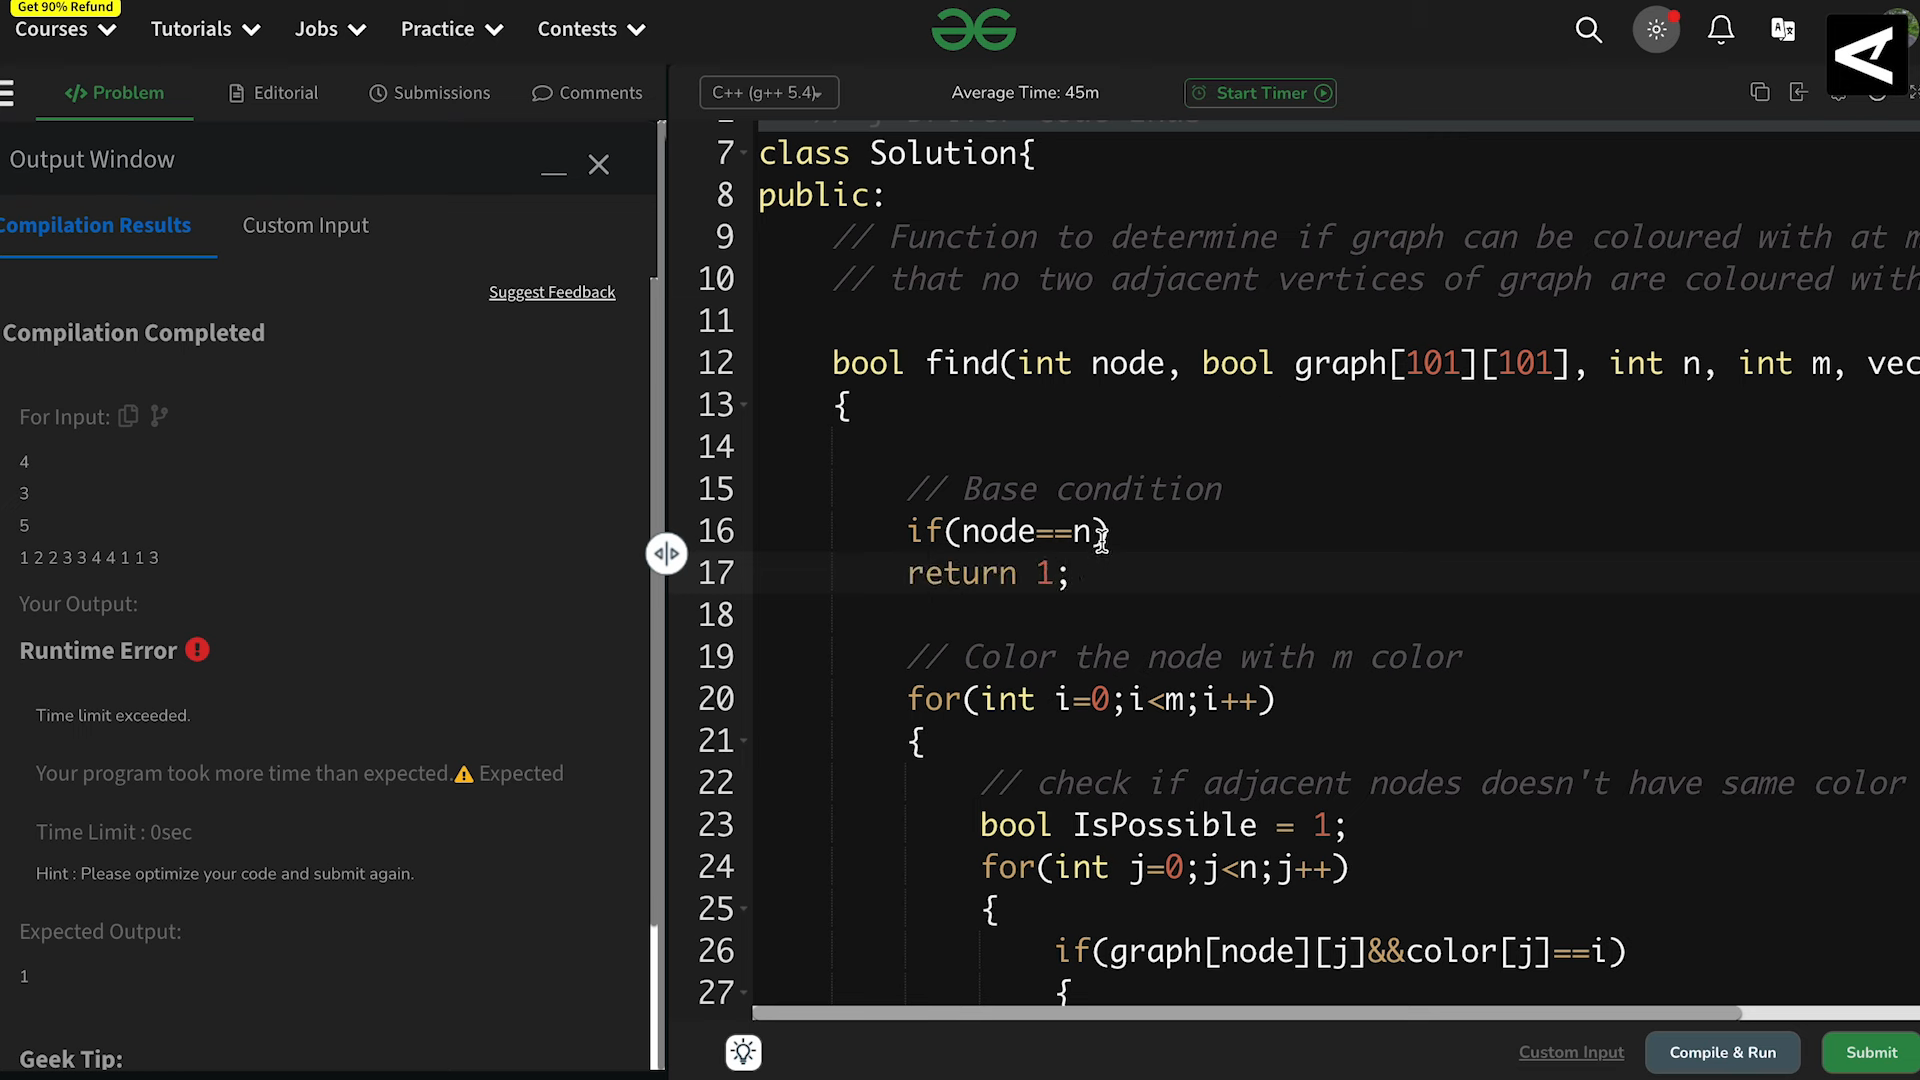 Get 90% Refund
Courses Tutorials Jobs Practice Contests
Problem Editorial Submissions Comments
C++ (g++ 5.4) Average Time: 45m Start Timer
Output Window
Compilation Results Custom Input
Suggest Feedback
Compilation Completed
For Input:
4
3
5
1 2 2 3 3 4 4 1 1 3
Your Output:
Runtime Error
Time limit exceeded.
Your program took more time than expected. Expected
Time Limit : 0sec
Hint : Please optimize your code and submit again.
Expected Output:
1
Geek Tip:
7 class Solution{
8 public:
9 // Function to determine if graph can be coloured with at
10 // that no two adjacent vertices of graph are coloured with
11
12 bool find(int node, bool graph[101][101], int n, int m, vec
13 {
14
15 // Base condition
16 if(node==n)
17 return 1;
18
19 // Color the node with m color
20 for(int i=0;i<m;i++)
21 {
22 // check if adjacent nodes doesn't have same color
23 bool IsPossible = 1;
24 for(int j=0;j<n;j++)
25 {
26 if(graph[node][j]&&color[j]==i)
27 {
Custom Input Compile & Run Submit